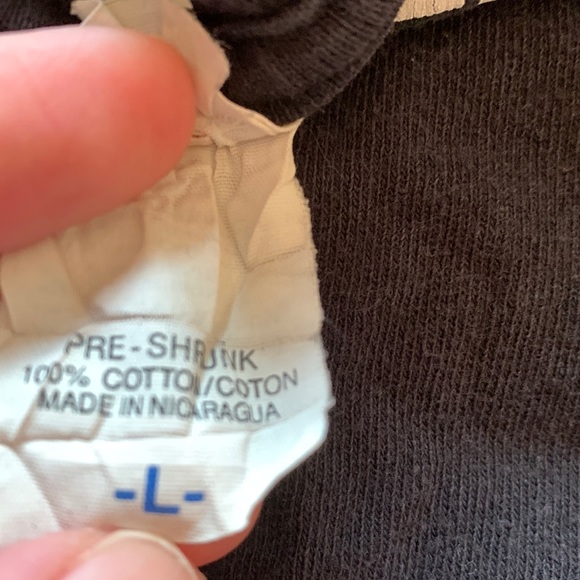 PRE-SHRUNK
100% COTTON/COTON
MADE IN NICARAGUA
-L-